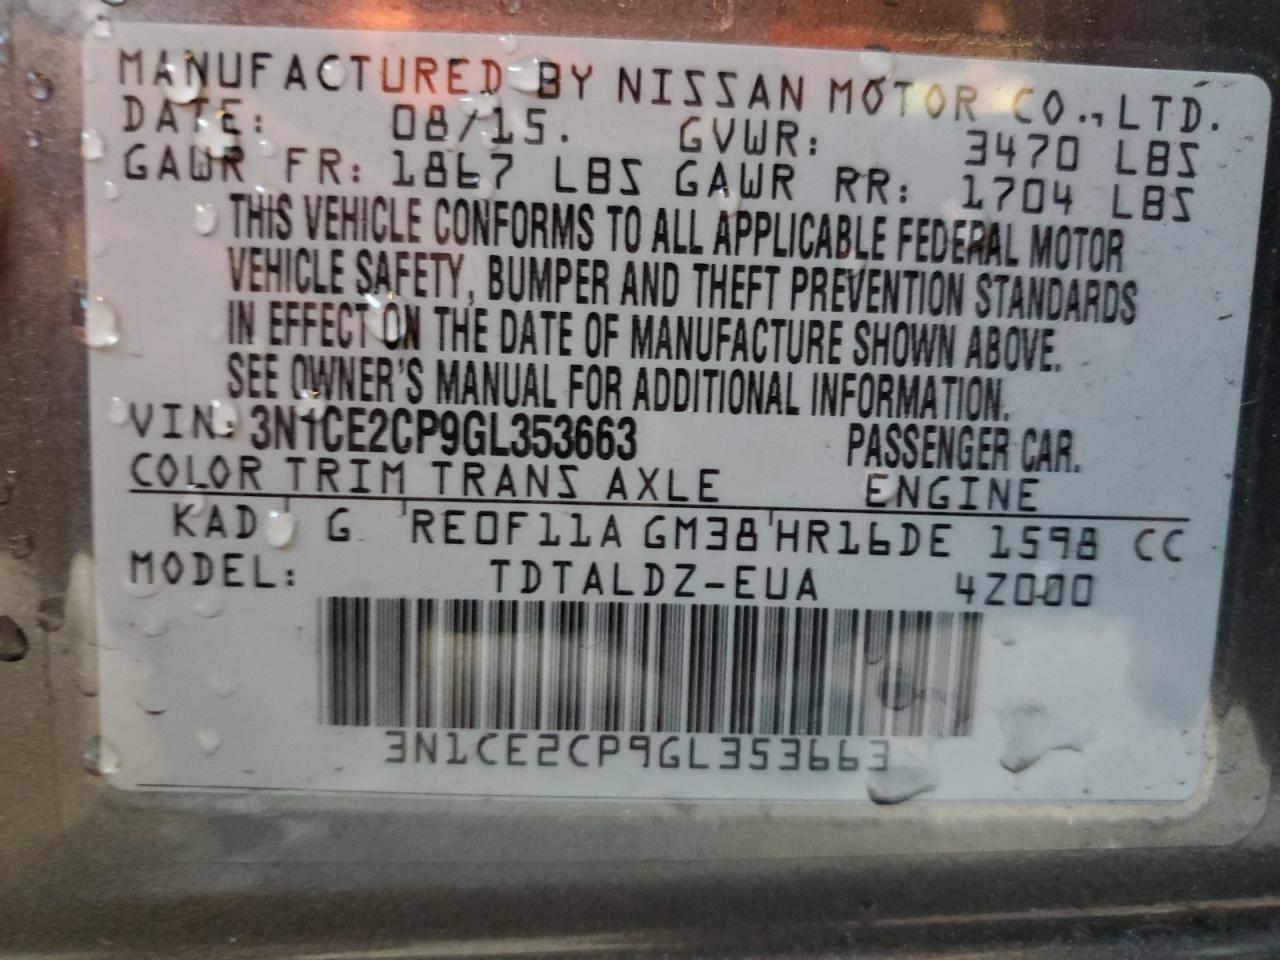 MANUFACTURED BY NISSAN MOTOR CO., LTD.
DATE: 08/15. GVWR: 3470 LBS
GAWR FR: 1867 LBS GAWR RR: 1704 LBS
THIS VEHICLE CONFORMS TO ALL APPLICABLE FEDERAL MOTOR
VEHICLE SAFETY, BUMPER AND THEFT PREVENTION STANDARDS
IN EFFECT ON THE DATE OF MANUFACTURE SHOWN ABOVE.
SEE OWNER'S MANUAL FOR ADDITIONAL INFORMATION.
VIN: 3N1CE2CP9GL353663 PASSENGER CAR.
COLOR TRIM TRANS AXLE ENGINE
KAD G RE0F11A GM38 HR16DE 1598 CC
MODEL: TDTALDZ-EUA 4Z000
3N1CE2CP9GL353663